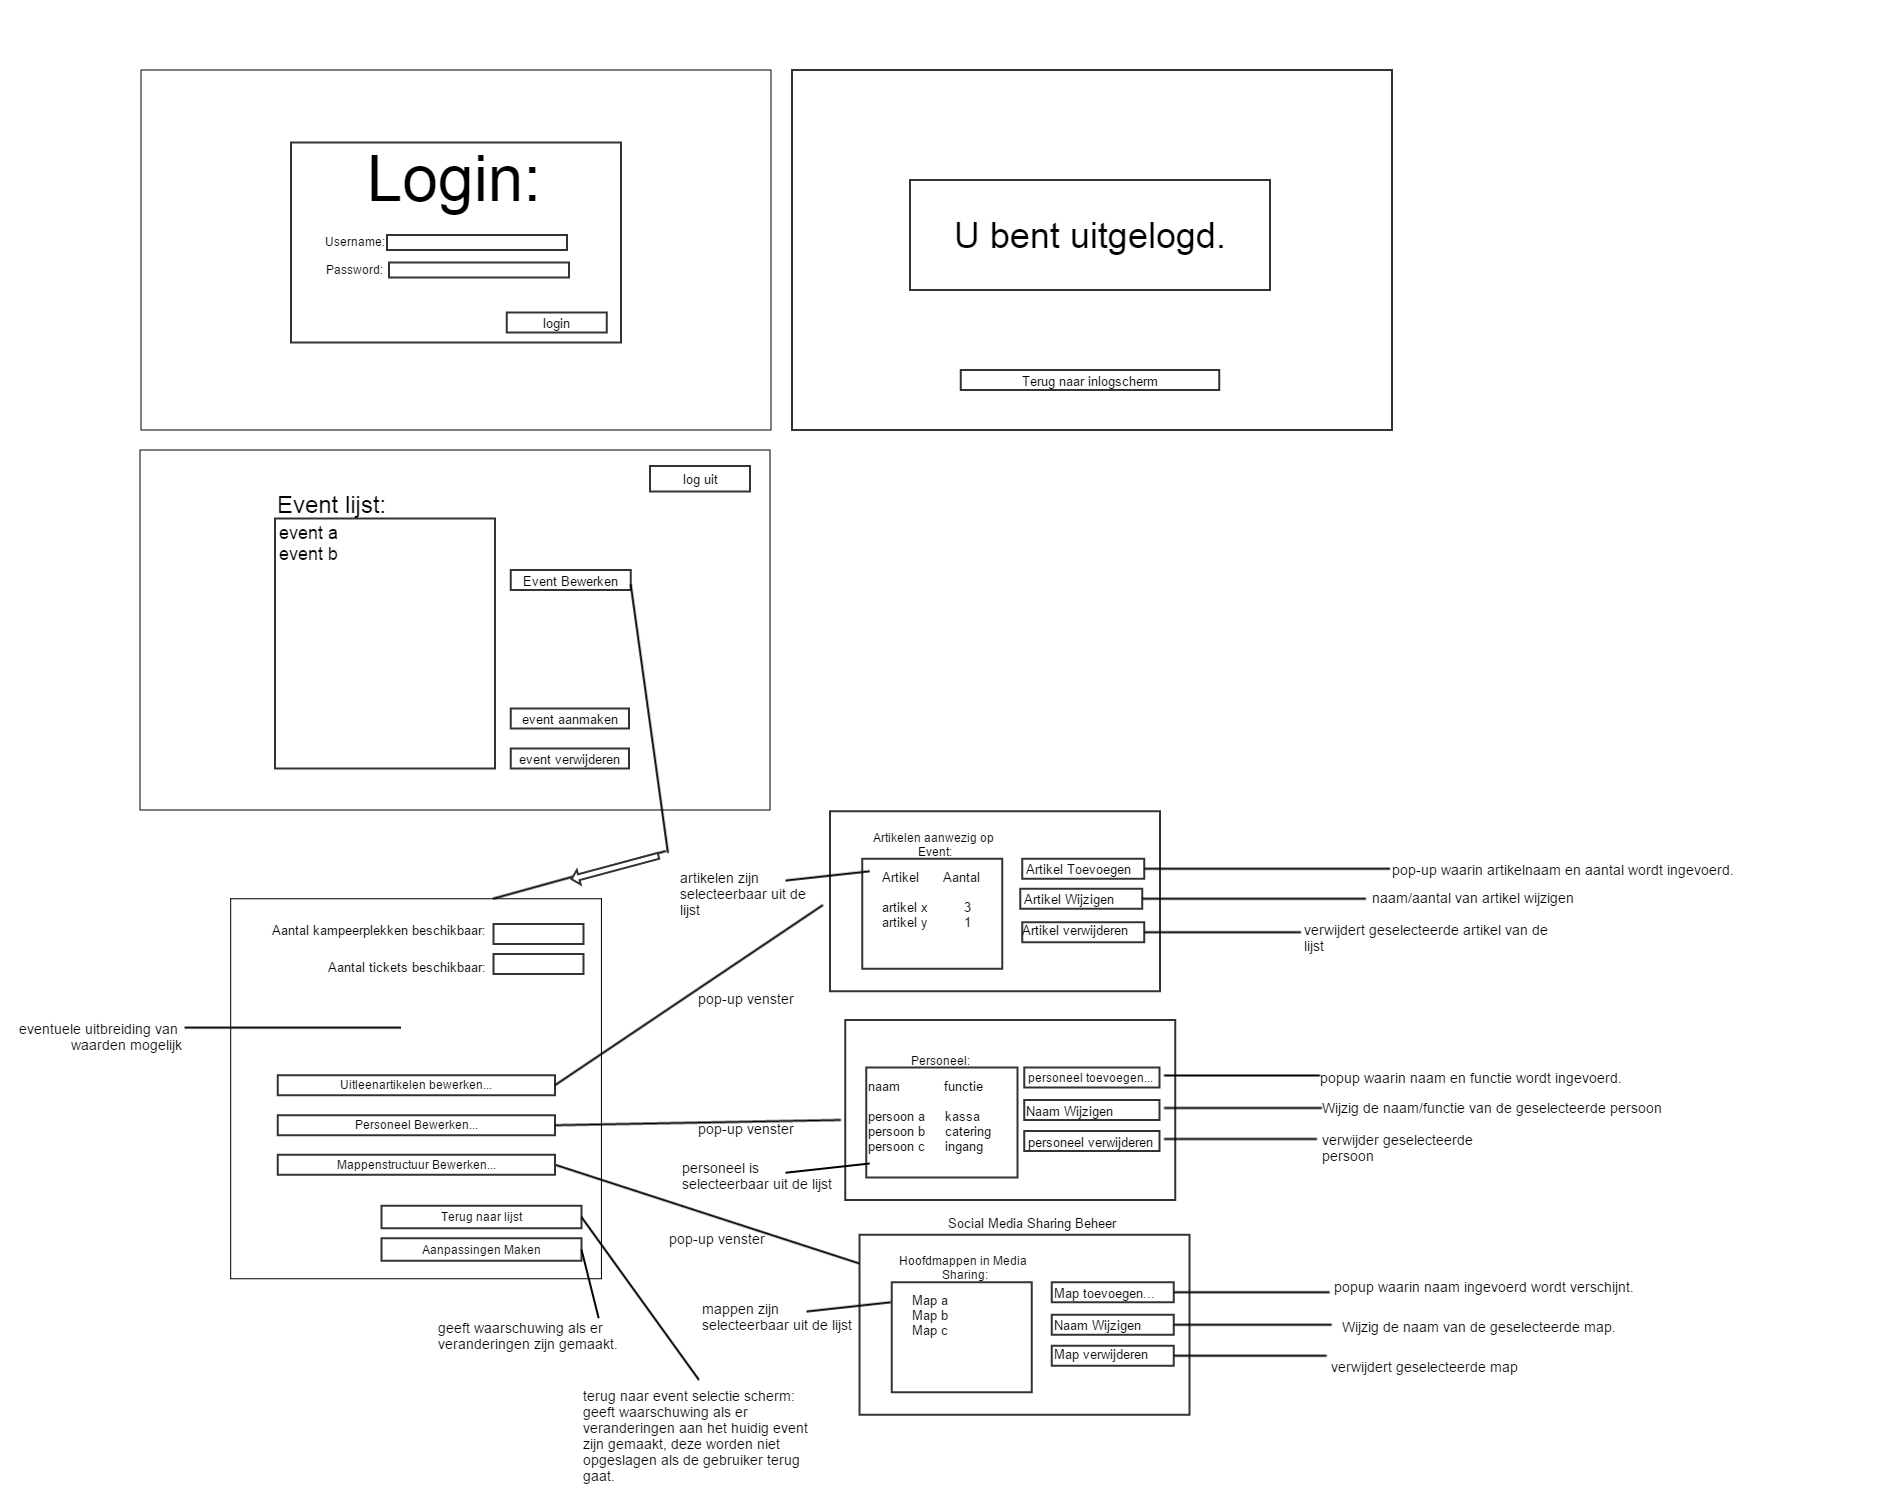 Login:
Username:
Password:
login
U bent uitgelogd.
Terug naar inlogscherm
log uit
Event lijst:
event a
event b
Event Bewerken
event aanmaken
event verwijderen
Aantal kampeerplekken beschikbaar:
Aantal tickets beschikbaar:
eventuele uitbreiding van
waarden mogelijk
Uitleenartikelen bewerken...
Personeel Bewerken...
Mappenstructuur Bewerken...
Terug naar lijst
Aanpassingen Maken
geeft waarschuwing als er
veranderingen zijn gemaakt.
terug naar event selectie scherm:
geeft waarschuwing als er
veranderingen aan het huidig event
zijn gemaakt, deze worden niet
opgeslagen als de gebruiker terug
gaat.
pop-up venster
artikelen zijn
selecteerbaar uit de
lijst
Artikelen aanwezig op
Event:
Artikel Aantal
artikel x 3
artikel y 1
Artikel Toevoegen
Artikel Wijzigen
Artikel verwijderen
pop-up waarin artikelnaam en aantal wordt ingevoerd.
naam/aantal van artikel wijzigen
verwijdert geselecteerde artikel van de
lijst
pop-up venster
personeel is
selecteerbaar uit de lijst
Personeel:
naam functie
persoon a kassa
persoon b catering
persoon c ingang
personeel toevoegen...
Naam Wijzigen
personeel verwijderen
popup waarin naam en functie wordt ingevoerd.
Wijzig de naam/functie van de geselecteerde persoon
verwijder geselecteerde
persoon
pop-up venster
Social Media Sharing Beheer
mappen zijn
selecteerbaar uit de lijst
Hoofdmappen in Media
Sharing:
Map a
Map b
Map c
Map toevoegen...
Naam Wijzigen
Map verwijderen
popup waarin naam ingevoerd wordt verschijnt.
Wijzig de naam van de geselecteerde map.
verwijdert geselecteerde map